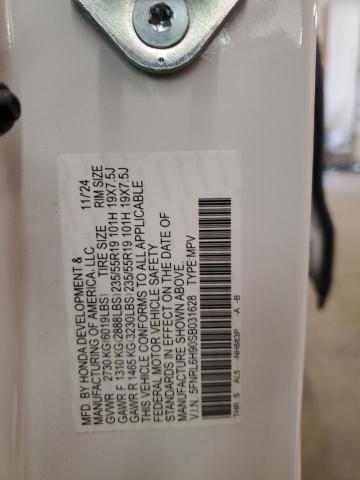 MFD. BY HONDA DEVELOPMENT & 11/24
MANUFACTURING OF AMERICA, LLC
TIRE SIZE RIM SIZE
GVWR 2730 KG(6019LBS)
GAWR F 1310 KG(2888LBS) 235/55R19 101H 19X7.5J
GAWR R 1465 KG(3230LBS) 235/55R19 101H 19X7.5J
THIS VEHICLE CONFORMS TO ALL APPLICABLE
FEDERAL MOTOR VEHICLE SAFETY
STANDARDS IN EFFECT ON THE DATE OF
MANUFACTURE SHOWN ABOVE.
V.I.N. 5FNRL6H90SB031628 TYPE:MPV
THR S AL5 -NH883P -A -B